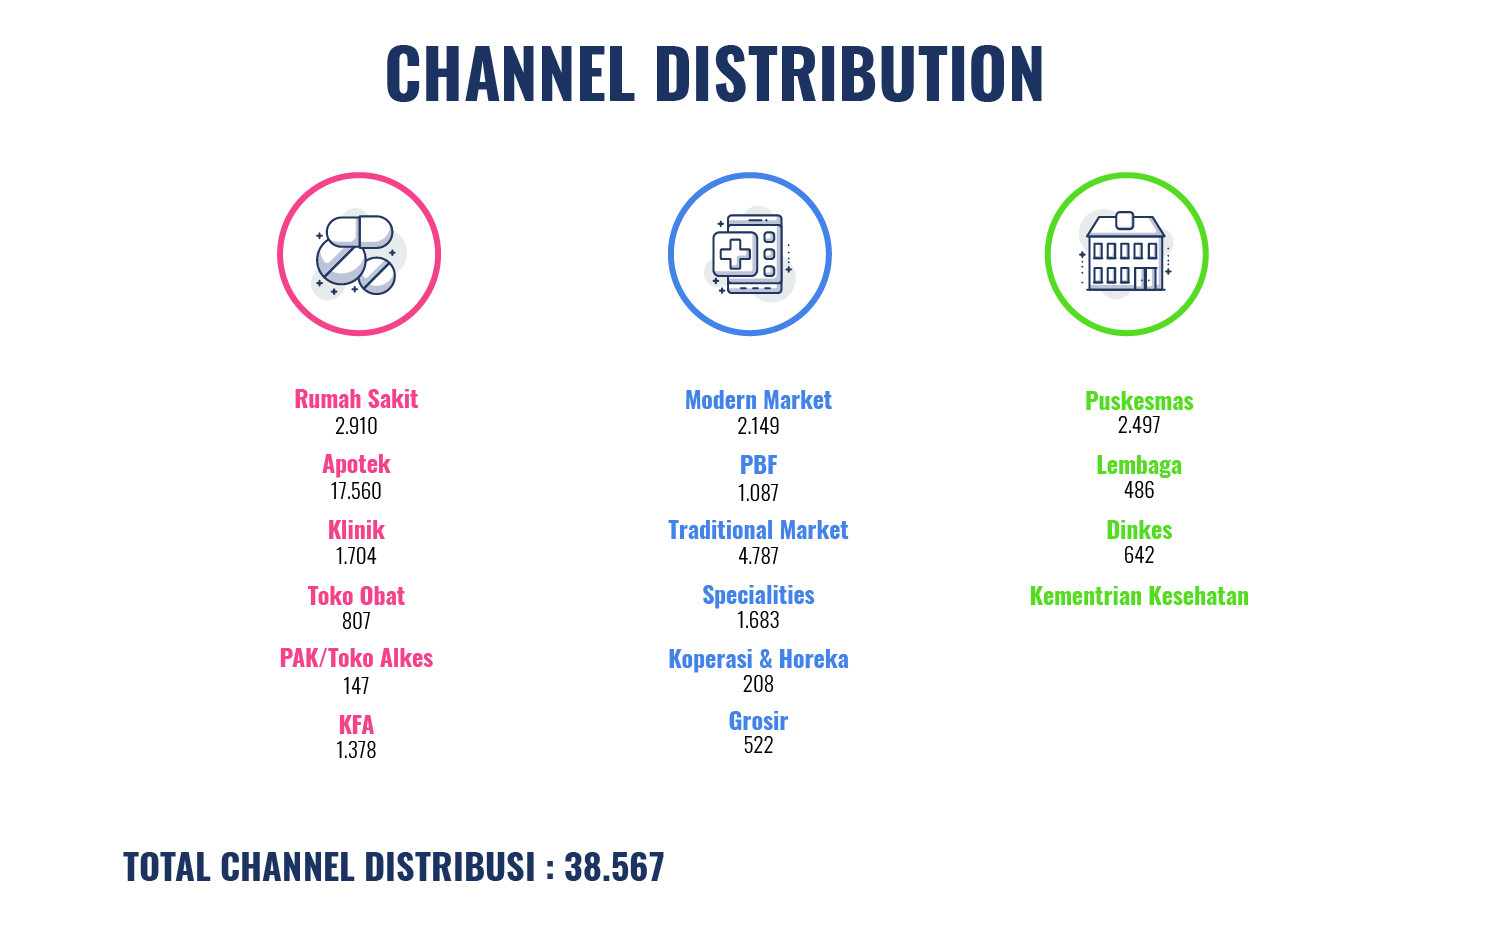 CHANNEL DISTRIBUTION
Rumah Sakit
2.910
Apotek
17.560
Klinik
1.704
Toko Obat
807
PAK/Toko Alkes
147
KFA
1.378
Modern Market
2.149
PBF
1.087
Traditional Market
4.787
Specialities
1.683
Koperasi & Horeka
208
Grosir
522
Puskesmas
2.497
Lembaga
486
Dinkes
642
Kementrian Kesehatan
TOTAL CHANNEL DISTRIBUSI : 38.567